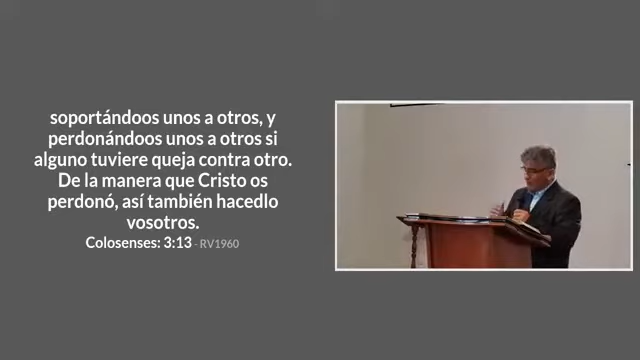 soportándoos unos a otros, y
perdonándoos unos a otros si
alguno tuviere queja contra otro.
De la manera que Cristo os
perdonó, así también hacedlo
vosotros.
Colosenses: 3:13 - RV1960